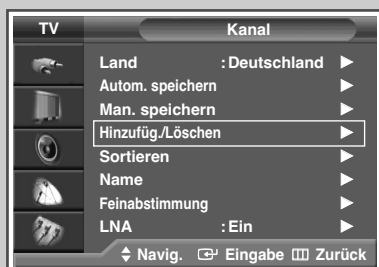 TV Kanal
Land : Deutschland
Autom. speichern
Man. speichern
Hinzufüg./Löschen
Sortieren
Name
Feinabstimmung
LNA : Ein
Navig. Eingabe Zurück